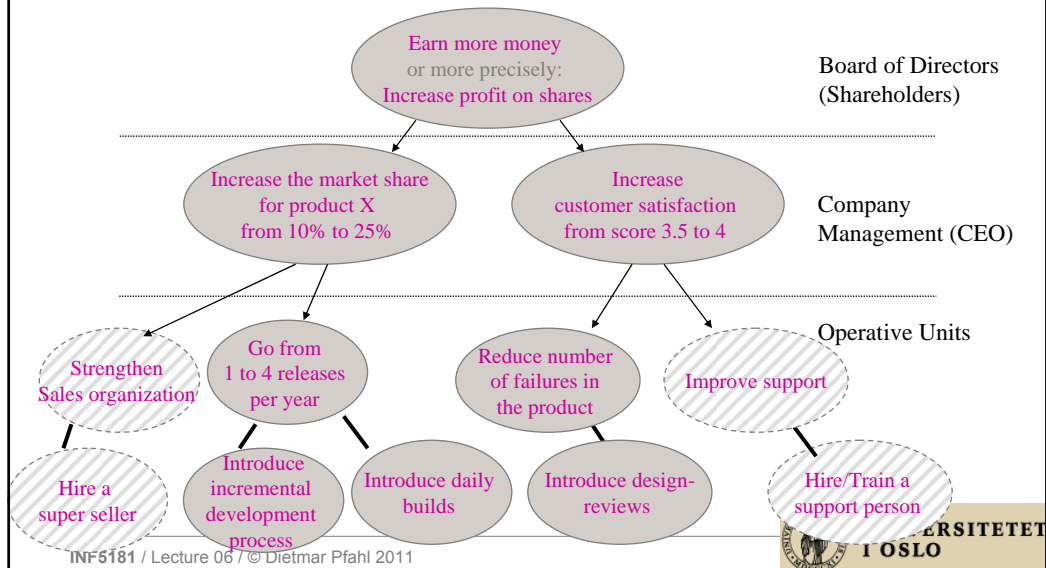 Earn more money
or more precisely:
Increase profit on shares
Board of Directors
(Shareholders)
Increase the market share
for product X
from 10% to 25%
Increase
customer satisfaction
from score 3.5 to 4
Company
Management (CEO)
Operative Units
Strengthen
Sales organization
Go from
1 to 4 releases
per year
Reduce number
of failures in
the product
Improve support
Hire a
super seller
Introduce
incremental
development
process
Introduce daily
builds
Introduce design-
reviews
Hire/Train a
support person
INF5181 / Lecture 06 / © Dietmar Pfahl 2011
ERSITETET
I OSLO